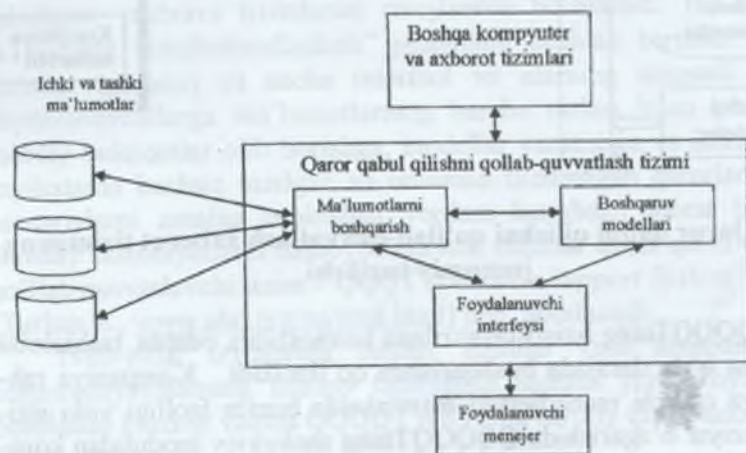 Boshqa kompyuter
va axborot tizimlari
Ichki va tashki
ma'lumotlar
Qaror qabul qilishni qollab-quvvatlash tizimi
Ma'lumotlarni
boshqarish
Boshqaruv
modellari
Foydalanuvchi
interfeysi
Foydalanuvchi
menejer